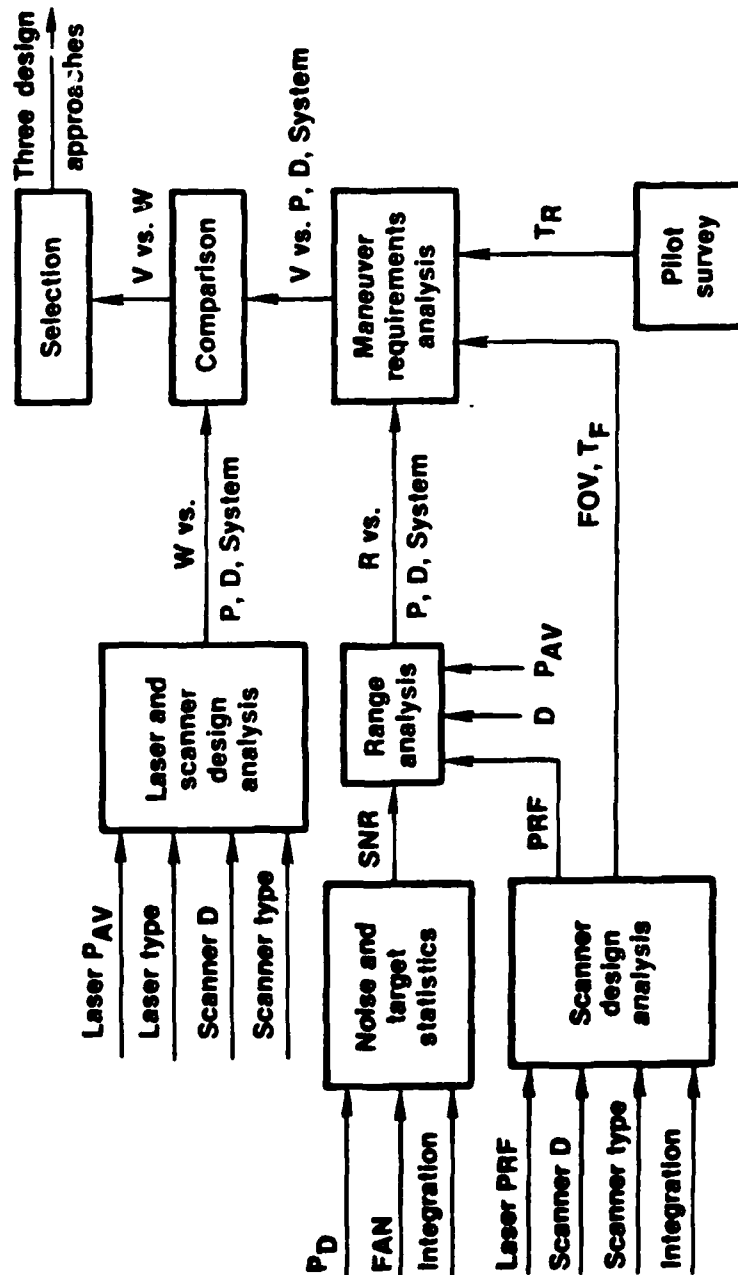 Laser PAV
Laser type
Scanner D
Scanner type
Laser and
scanner
design
analysis
W vs.
P, D, System
Comparison
V vs. W
Selection
Three design
approaches
PD
FAN
Integration
Noise and
target
statistics
SNR
Range
analysis
D
PAV
R vs.
P, D, System
Maneuver
requirements
analysis
V vs. P, D, System
Laser PRF
Scanner D
Scanner type
Integration
Scanner
design
analysis
PRF
FOV, TF
TR
Pilot
survey